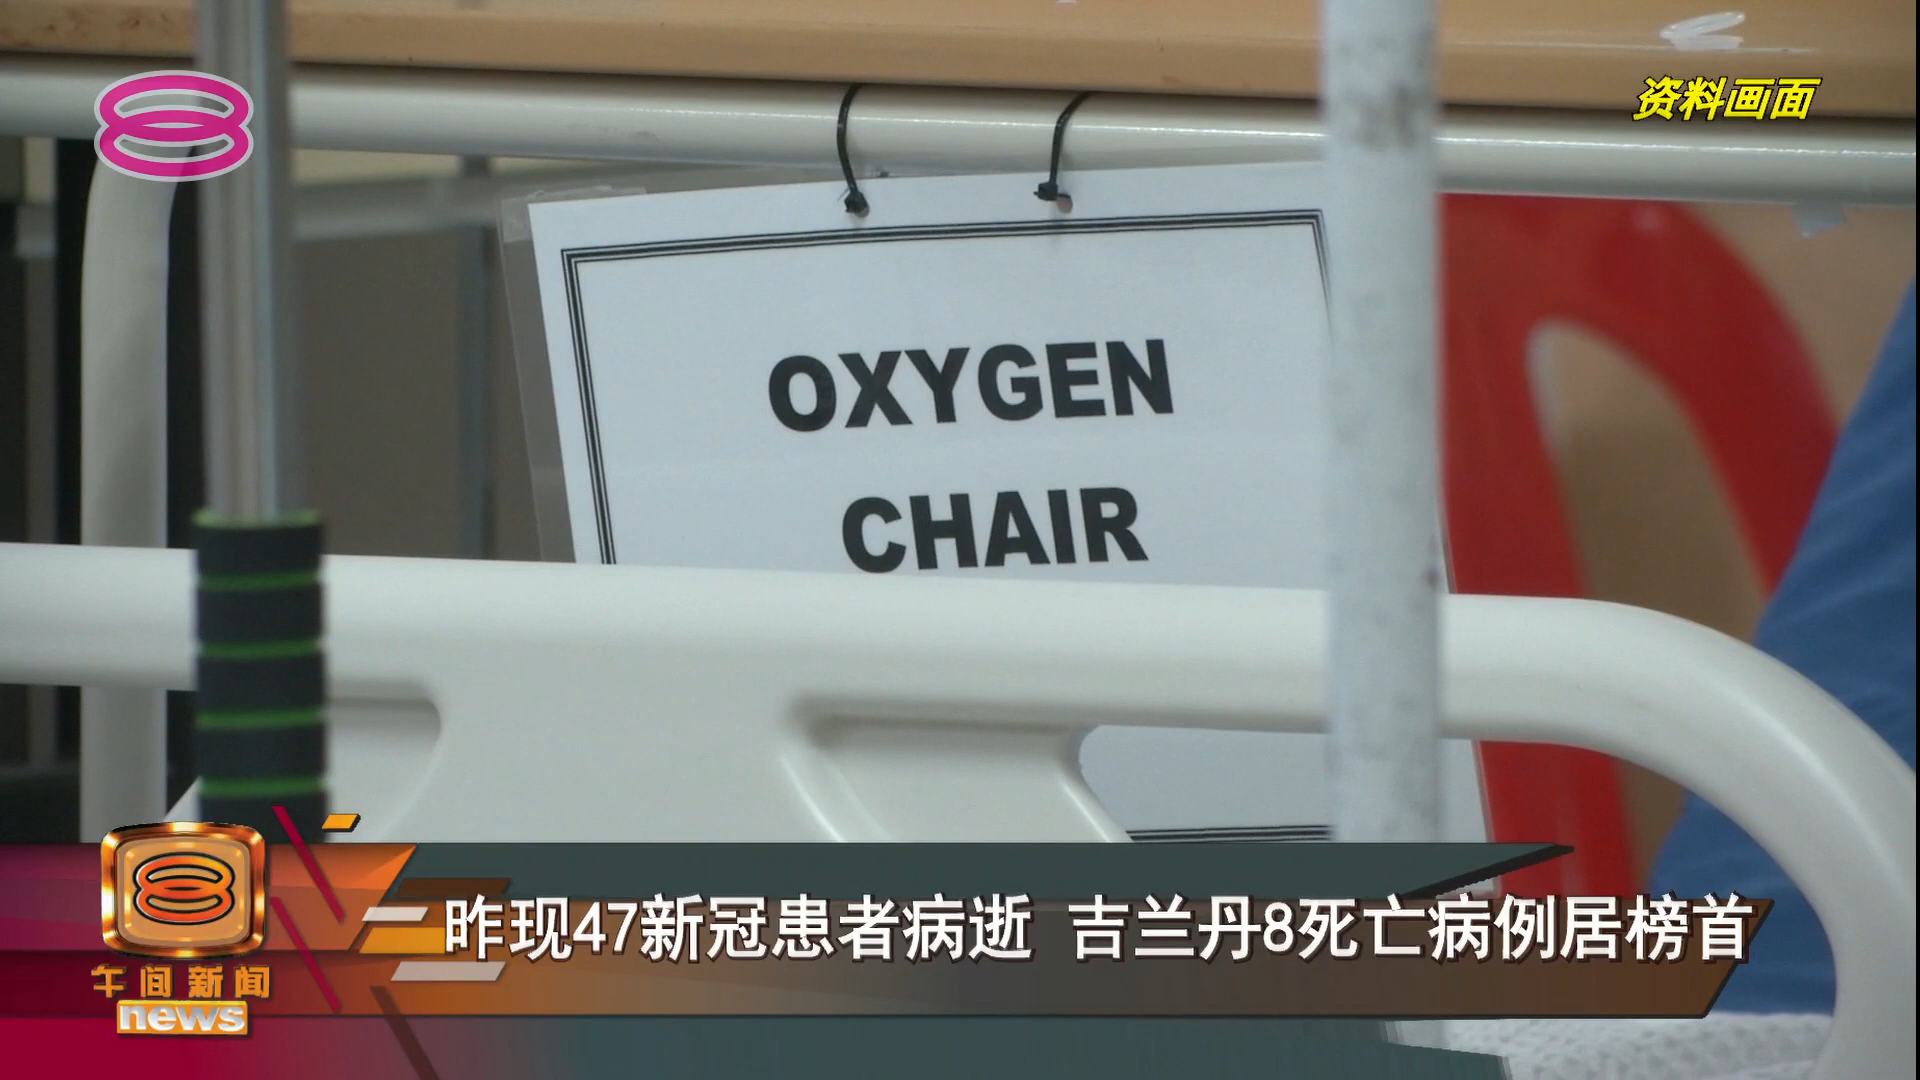 资料画面
OXYGEN
CHAIR
昨现47新冠患者病逝 吉兰丹8死亡病例居榜首
午间新闻
news